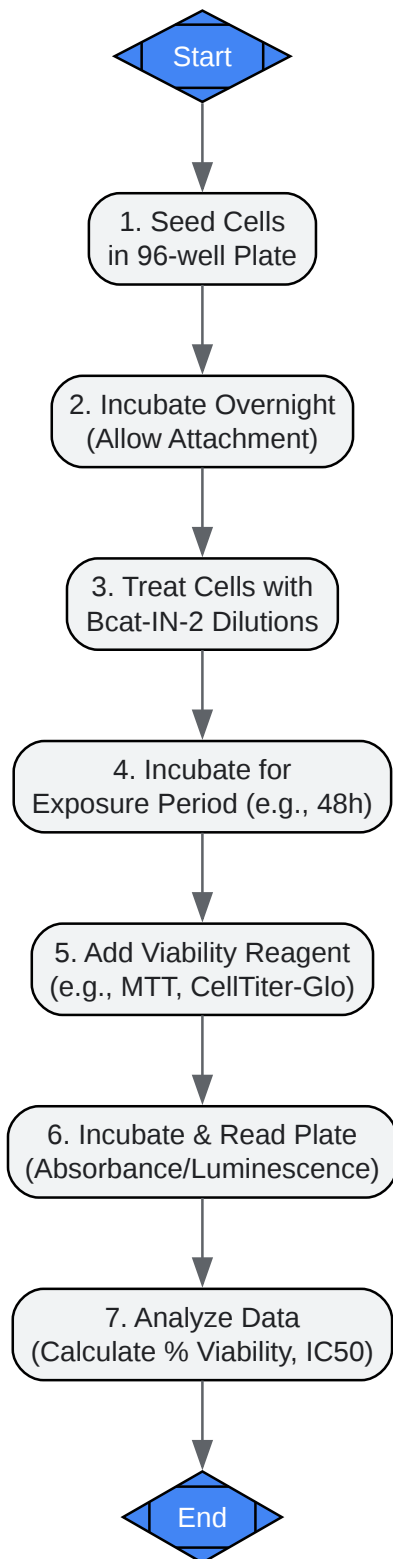 Start
1. Seed Cells
in 96-well Plate
2. Incubate Overnight
(Allow Attachment)
3. Treat Cells with
Bcat-IN-2 Dilutions
4. Incubate for
Exposure Period (e.g., 48h)
5. Add Viability Reagent
(e.g., MTT, CellTiter-Glo)
6. Incubate & Read Plate
(Absorbance/Luminescence)
7. Analyze Data
(Calculate % Viability, IC50)
End